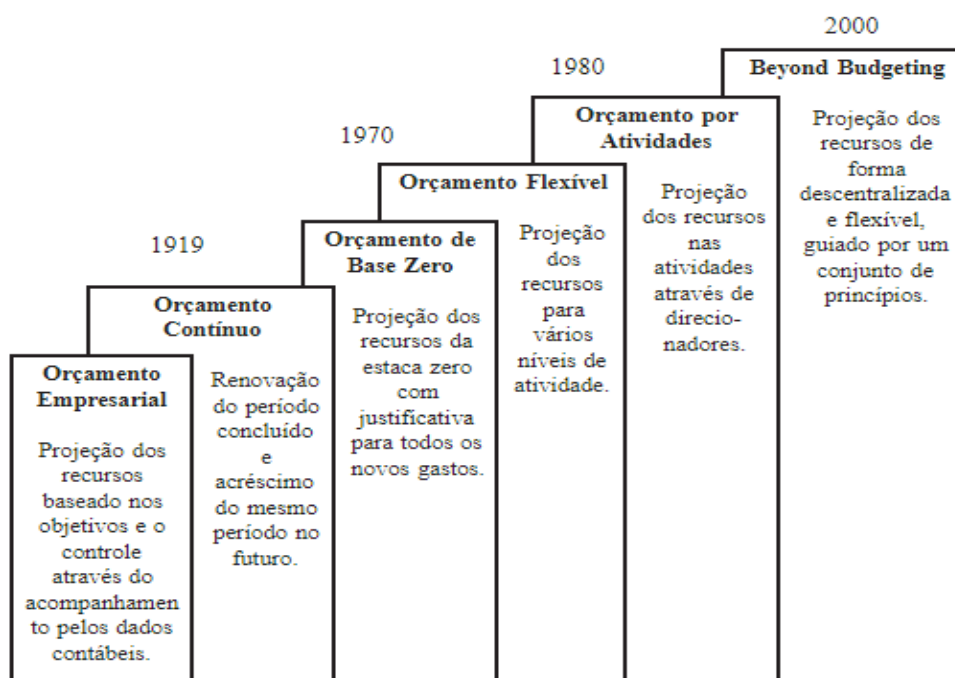 1919
Orçamento
Empresarial
Projeção dos
recursos
baseado nos
objetivos e o
controle
através do
acompanhamen
to pelos dados
contábeis.
Orçamento
Contínuo
Renovação
do período
concluído
e
acréscimo
do mesmo
período no
futuro.
1970
Orçamento de
Base Zero
Projeção dos
recursos da
estaca zero
com
justificativa
para todos os
novos gastos.
Orçamento Flexível
Projeção
dos
recursos
para
vários
níveis de
atividade.
1980
Orçamento por
Atividades
Projeção
dos recursos
nas
atividades
através de
direcio-
nadores.
2000
Beyond Budgeting
Projeção dos
recursos de
forma
descentralizada
e flexível,
guiado por um
conjunto de
princípios.